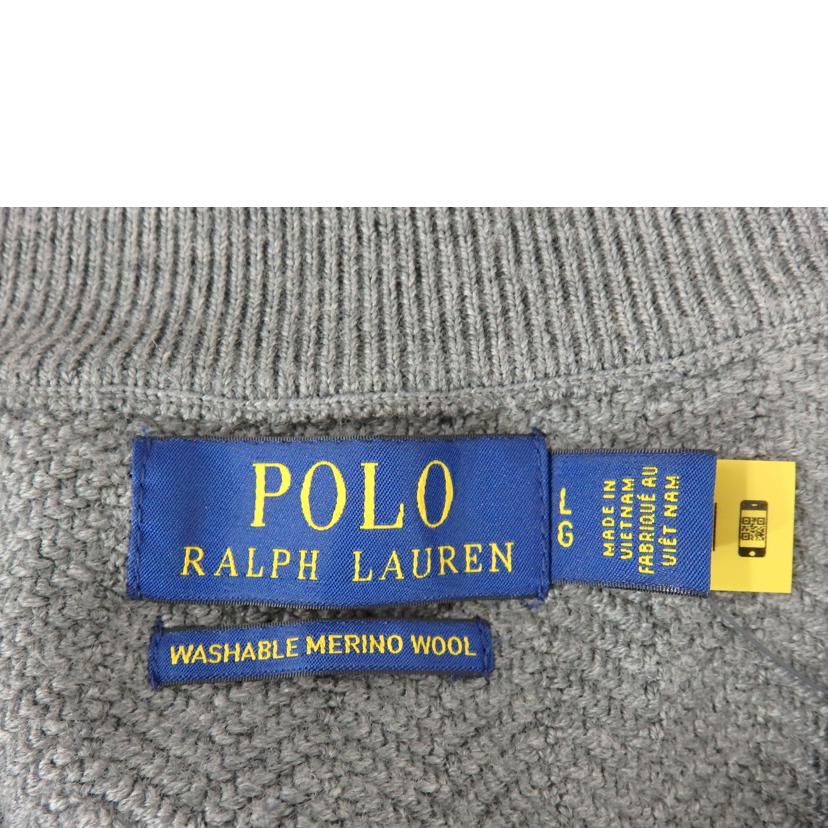 POLO
RALPH LAUREN
L
G
MADE IN
VIETNAM
FABRIQUÉ AU
VIÊT NAM
WASHABLE MERINO WOOL